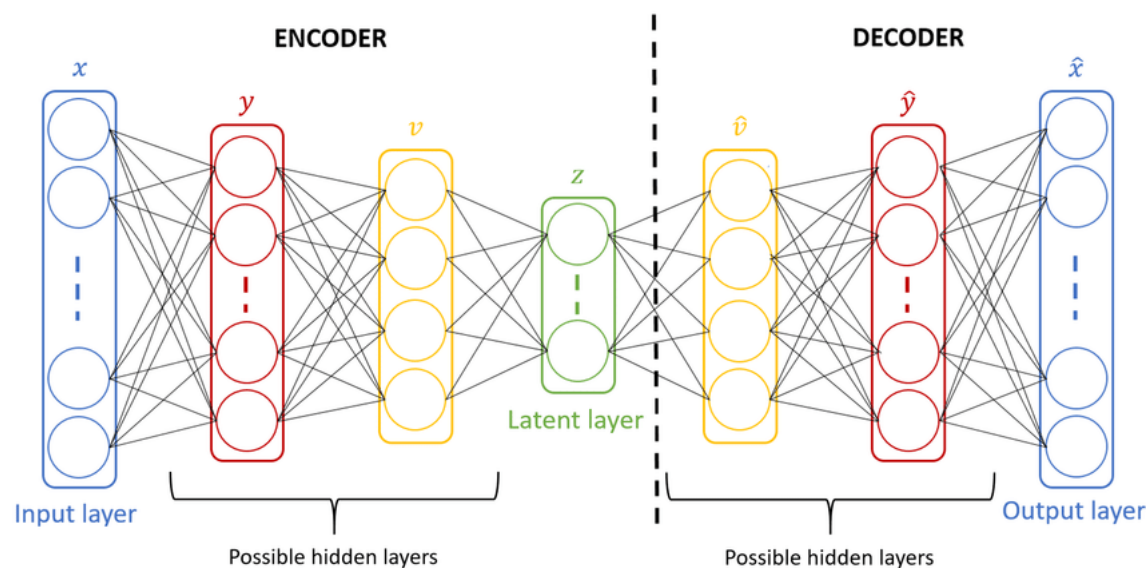 ENCODER
DECODER
x
y
v
z
v̂
ŷ
x̂
Latent layer
Input layer
Output layer
Possible hidden layers
Possible hidden layers